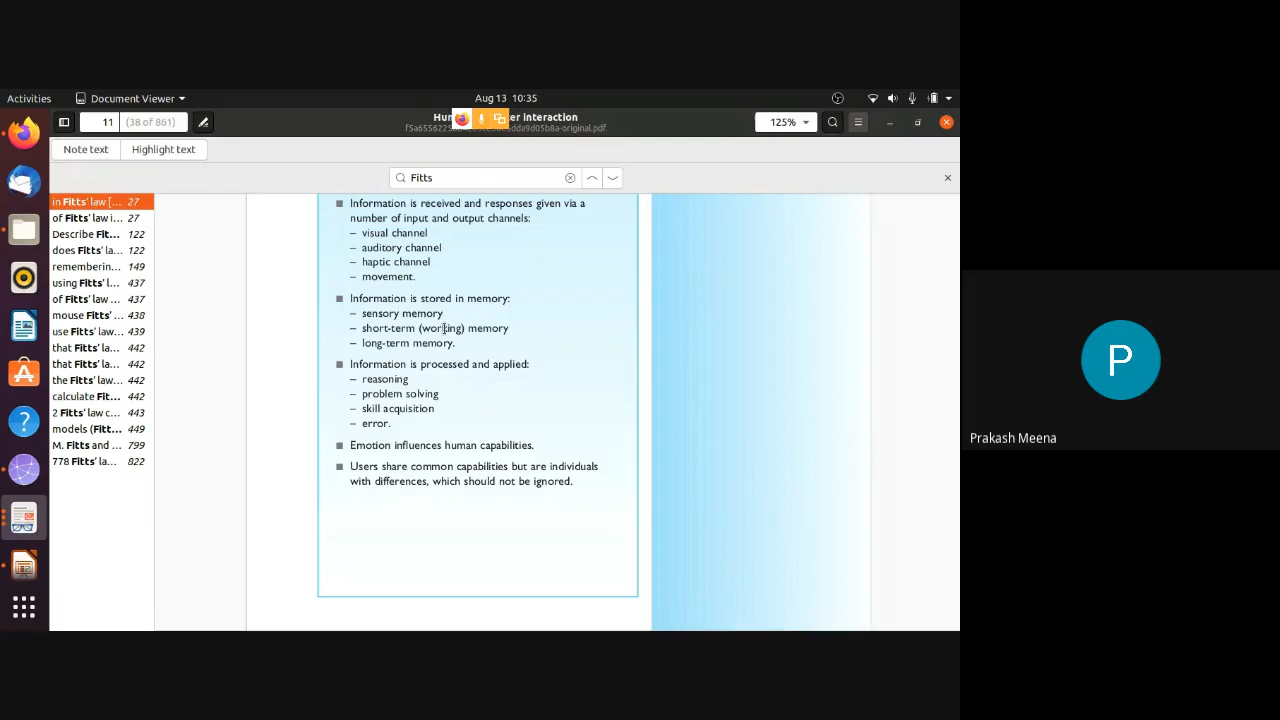 Activities
Document Viewer
Aug 13 10:35
11
(38 of 861)
Hum
er interaction
-original.pdf
125%
Note text
Highlight text
Fitts
in Fitts' law [... 27
of Fitts' law i... 27
Describe Fit... 122
does Fitts' la... 122
rememberin... 149
using Fitts' l... 437
of Fitts' law ... 437
mouse Fitts' ... 438
use Fitts' law... 439
that Fitts' la... 442
that Fitts' la... 442
the Fitts' law... 442
calculate Fit... 442
2 Fitts' law c... 443
models (Fitt... 449
M. Fitts and ... 799
778 Fitts' la... 822
■ Information is received and responses given via a
number of input and output channels:
– visual channel
– auditory channel
– haptic channel
– movement.
■ Information is stored in memory:
– sensory memory
– short-term (working) memory
– long-term memory.
■ Information is processed and applied:
– reasoning
– problem solving
– skill acquisition
– error.
■ Emotion influences human capabilities.
■ Users share common capabilities but are individuals
with differences, which should not be ignored.
P
Prakash Meena